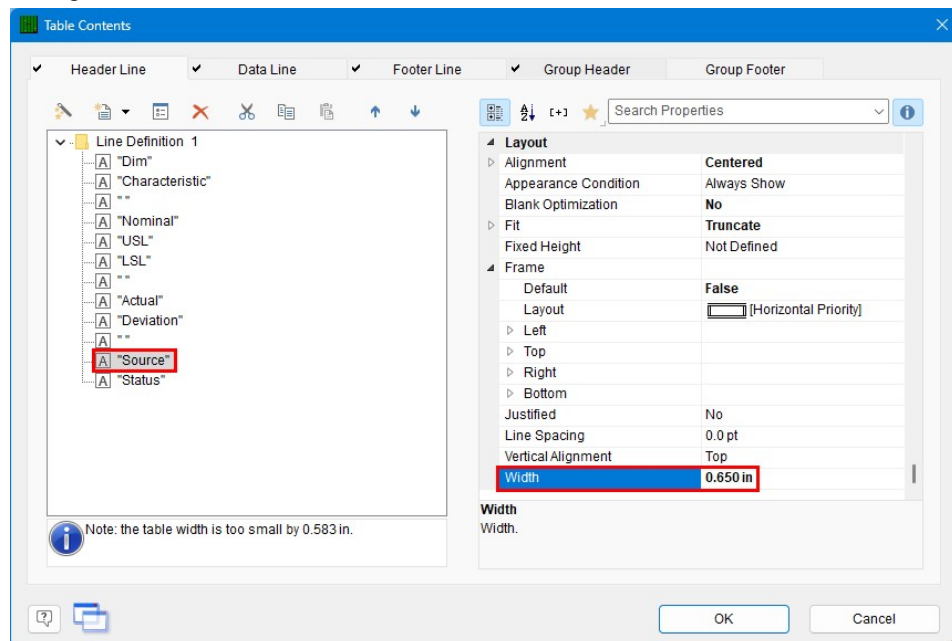 Table Contents
Header Line
Data Line
Footer Line
Group Header
Group Footer
Search Properties
Line Definition 1
"Dim"
"Characteristic"
" "
"Nominal"
"USL"
"LSL"
" "
"Actual"
"Deviation"
" "
"Source"
"Status"
Note: the table width is too small by 0.583 in.
Layout
Alignment Centered
Appearance Condition Always Show
Blank Optimization No
Fit Truncate
Fixed Height Not Defined
Frame
Default False
Layout [Horizontal Priority]
Left
Top
Right
Bottom
Justified No
Line Spacing 0.0 pt
Vertical Alignment Top
Width 0.650 in
Width
Width.
OK
Cancel